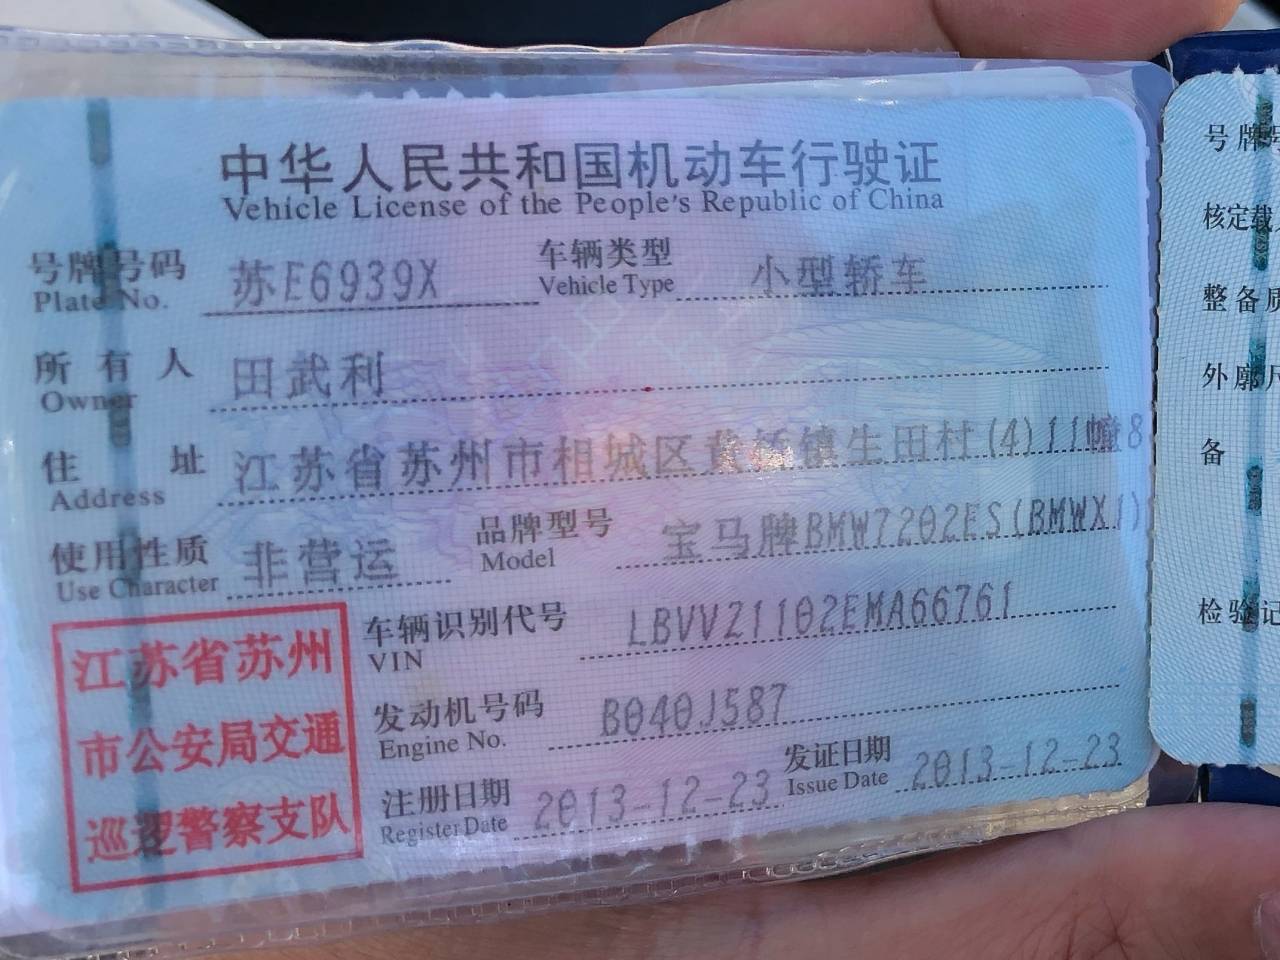 中华人民共和国机动车行驶证
Vehicle License of the People's Republic of China
号牌号码 苏E6939X 车辆类型 小型轿车
Plate No. Vehicle Type
所有人 田武利
Owner
住址 江苏省苏州市相城区黄桥镇生田村(4)11幢8
Address
使用性质 非营运 品牌型号 宝马牌BMW7202ES(BMWX1)
Use Character Model
车辆识别代号 LBVVZ1102EMA66761
VIN
发动机号码 B040J587
Engine No.
注册日期 2013-12-23 发证日期 2013-12-23
Register Date Issue Date
江苏省苏州
市公安局交通
巡逻警察支队
号牌号
核定载
整备质
外廓尺
备
检验记